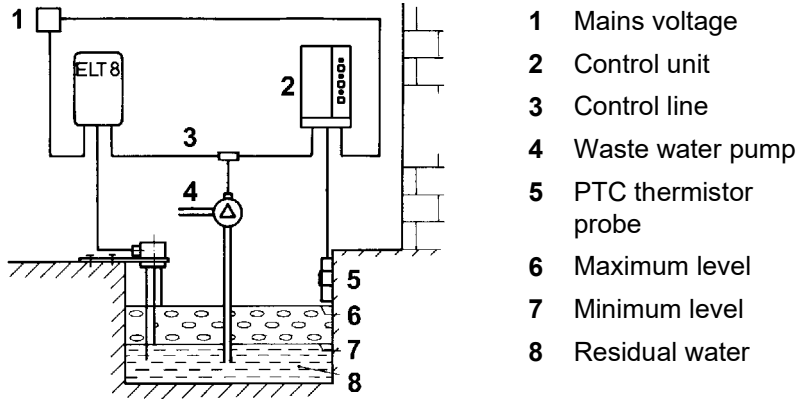 1
ELT 8
2
3
4
5
6
7
8
1 Mains voltage
2 Control unit
3 Control line
4 Waste water pump
5 PTC thermistor
probe
6 Maximum level
7 Minimum level
8 Residual water